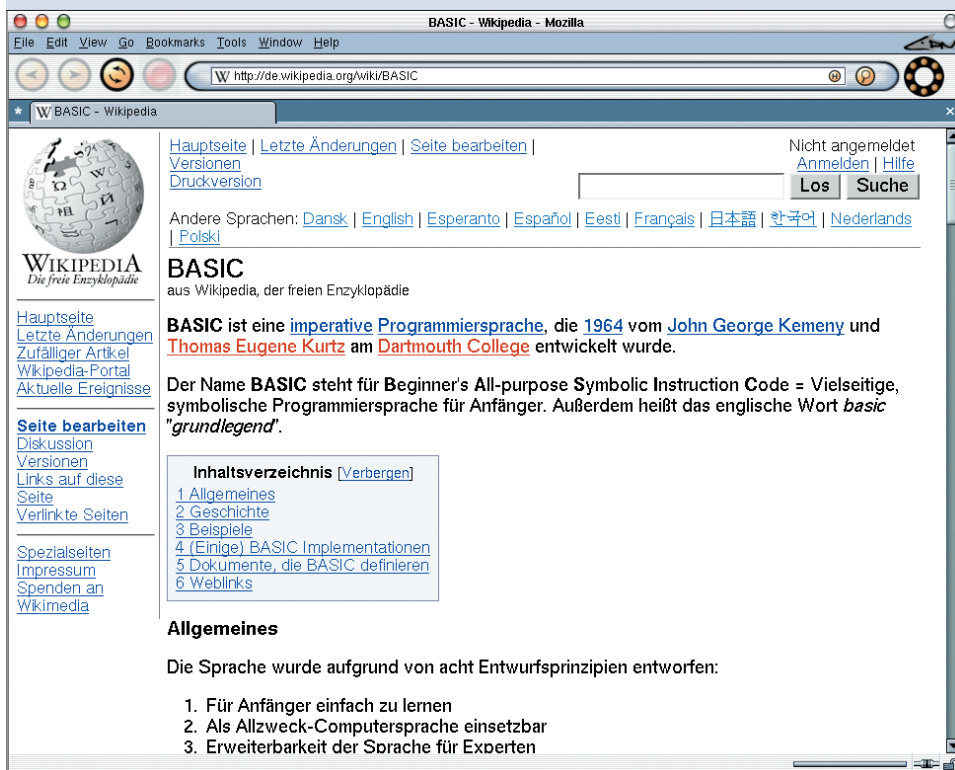 BASIC - Wikipedia - Mozilla
File Edit View Go Bookmarks Tools Window Help
W http://de.wikipedia.org/wiki/BASIC
* W BASIC - Wikipedia ×
Hauptseite | Letzte Änderungen | Seite bearbeiten |
Versionen
Druckversion
Nicht angemeldet
Anmelden | Hilfe
Los Suche
Andere Sprachen: Dansk | English | Esperanto | Español | Eesti | Français | 日本語 | 한국어 | Nederlands
| Polski
WIKIPEDIA
Die freie Enzyklopädie
Hauptseite
Letzte Änderungen
Zufälliger Artikel
Wikipedia-Portal
Aktuelle Ereignisse
Seite bearbeiten
Diskussion
Versionen
Links auf diese
Seite
Verlinkte Seiten
Spezialseiten
Impressum
Spenden an
Wikimedia
BASIC
aus Wikipedia, der freien Enzyklopädie
BASIC ist eine imperative Programmiersprache, die 1964 vom John George Kemeny und
Thomas Eugene Kurtz am Dartmouth College entwickelt wurde.
Der Name BASIC steht für Beginner's All-purpose Symbolic Instruction Code = Vielseitige,
symbolische Programmiersprache für Anfänger. Außerdem heißt das englische Wort basic
"grundlegend".
Inhaltsverzeichnis [Verbergen]
1 Allgemeines
2 Geschichte
3 Beispiele
4 (Einige) BASIC Implementationen
5 Dokumente, die BASIC definieren
6 Weblinks
Allgemeines
Die Sprache wurde aufgrund von acht Entwurfsprinzipien entworfen:
1. Für Anfänger einfach zu lernen
2. Als Allzweck-Computersprache einsetzbar
3. Erweiterbarkeit der Sprache für Experten